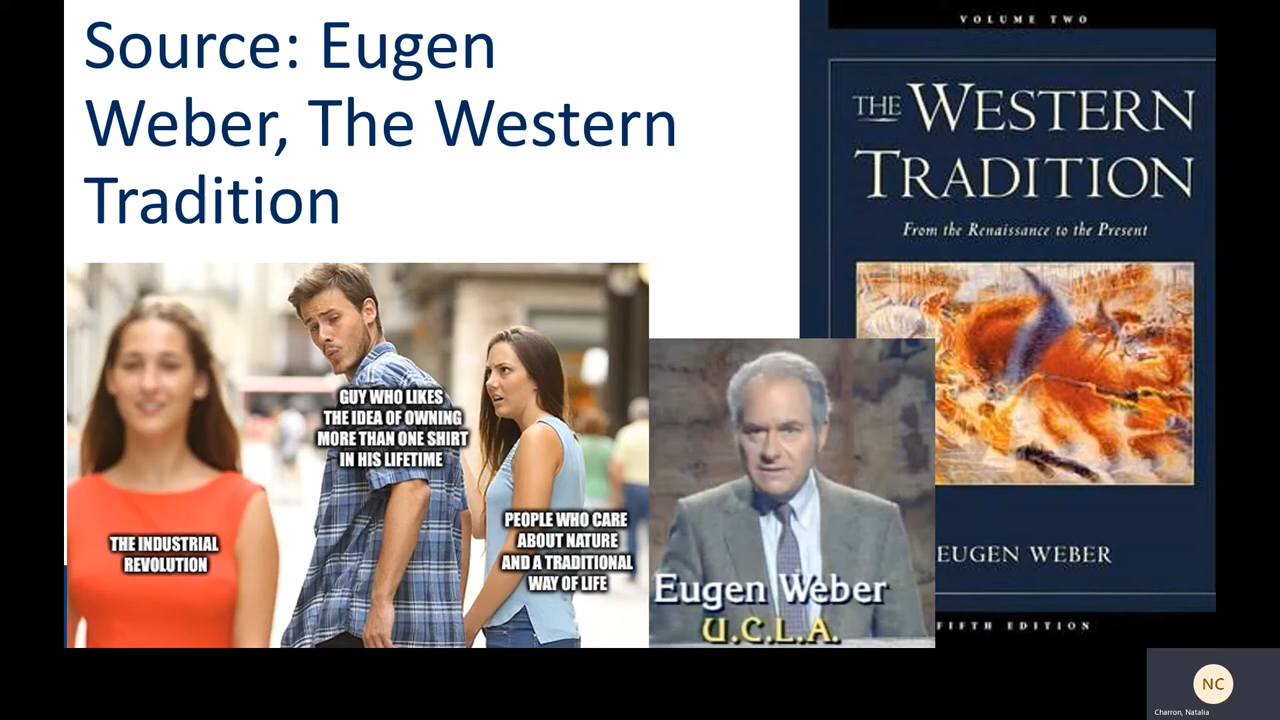 Source: Eugen
Weber, The Western
Tradition
VOLUME TWO
THE WESTERN
TRADITION
From the Renaissance to the Present
EUGEN WEBER
FIFTH EDITION
THE INDUSTRIAL
REVOLUTION
GUY WHO LIKES
THE IDEA OF OWNING
MORE THAN ONE SHIRT
IN HIS LIFETIME
PEOPLE WHO CARE
ABOUT NATURE
AND A TRADITIONAL
WAY OF LIFE
Eugen Weber
U.C.L.A.
NC
Charron, Natalia